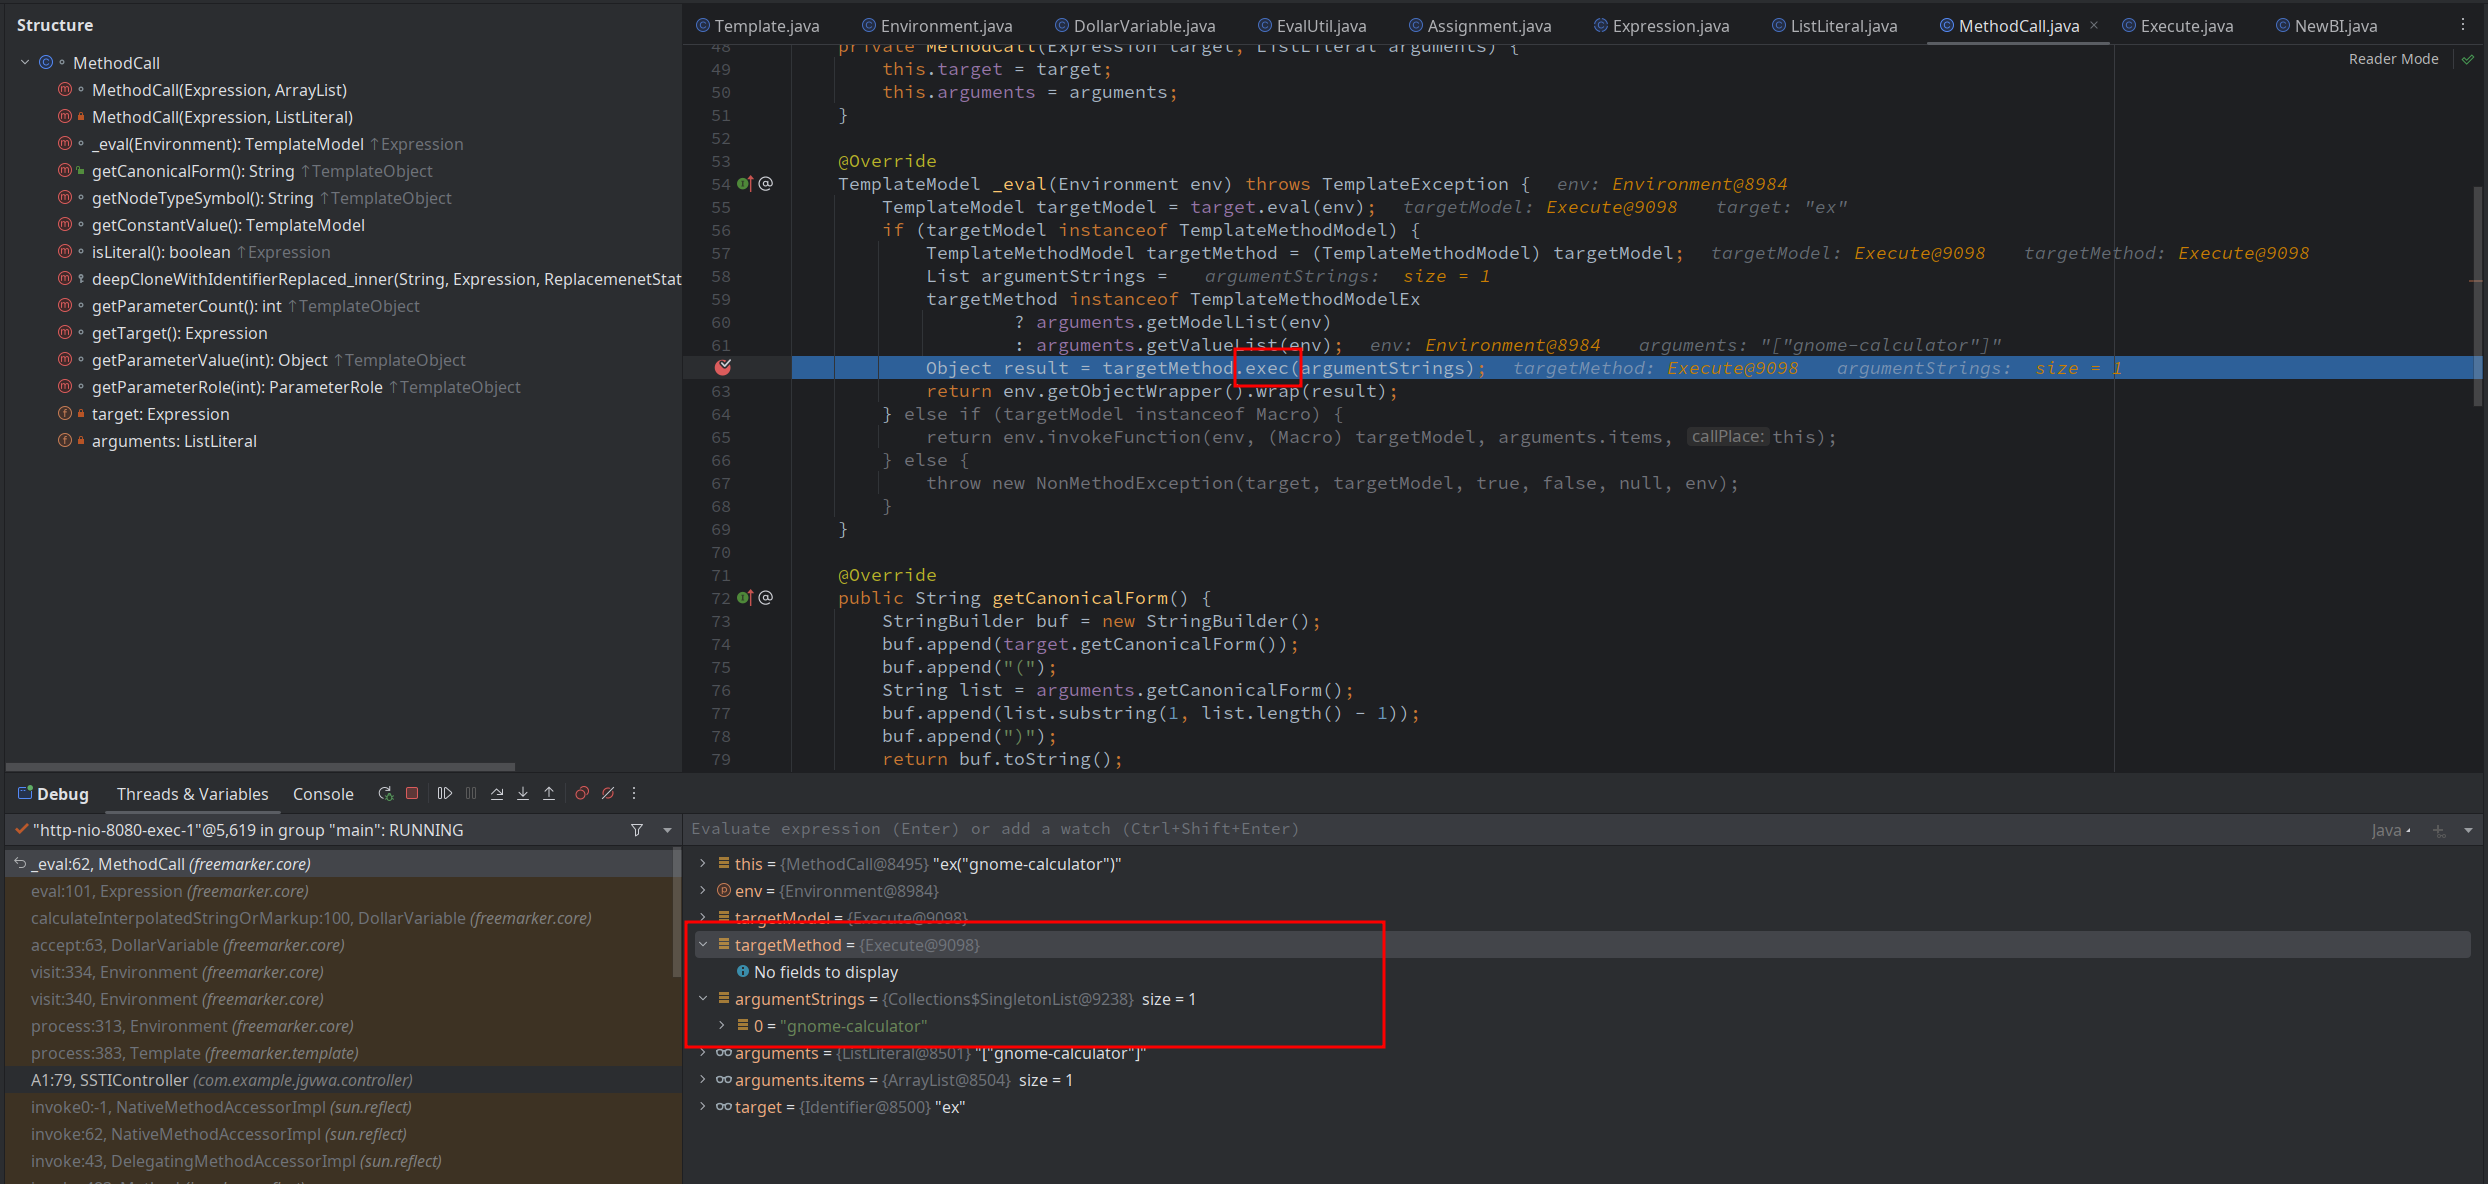 Structure
MethodCall
MethodCall(Expression, ArrayList)
MethodCall(Expression, ListLiteral)
_eval(Environment): TemplateModel ↑Expression
getCanonicalForm(): String ↑TemplateObject
getNodeTypeSymbol(): String ↑TemplateObject
getConstantValue(): TemplateModel
isLiteral(): boolean ↑Expression
deepCloneWithIdentifierReplaced_inner(String, Expression, ReplacemenetStat
getParameterCount(): int ↑TemplateObject
getTarget(): Expression
getParameterValue(int): Object ↑TemplateObject
getParameterRole(int): ParameterRole ↑TemplateObject
target: Expression
arguments: ListLiteral
Template.java Environment.java DollarVariable.java EvalUtil.java Assignment.java Expression.java ListLiteral.java MethodCall.java × Execute.java NewBI.java
Reader Mode
48 private MethodCall(Expression target, ListLiteral arguments) {
49 this.target = target;
50 this.arguments = arguments;
51 }
52
53 @Override
54 @ TemplateModel _eval(Environment env) throws TemplateException { env: Environment@8984
55 TemplateModel targetModel = target.eval(env); targetModel: Execute@9098 target: "ex"
56 if (targetModel instanceof TemplateMethodModel) {
57 TemplateMethodModel targetMethod = (TemplateMethodModel) targetModel; targetModel: Execute@9098 targetMethod: Execute@9098
58 List argumentStrings = argumentStrings: size = 1
59 targetMethod instanceof TemplateMethodModelEx
60 ? arguments.getModelList(env)
61 : arguments.getValueList(env); env: Environment@8984 arguments: "["gnome-calculator"]"
Object result = targetMethod.exec(argumentStrings); targetMethod: Execute@9098 argumentStrings: size = 1
63 return env.getObjectWrapper().wrap(result);
64 } else if (targetModel instanceof Macro) {
65 return env.invokeFunction(env, (Macro) targetModel, arguments.items, callPlace: this);
66 } else {
67 throw new NonMethodException(target, targetModel, true, false, null, env);
68 }
69 }
70
71 @Override
72 @ public String getCanonicalForm() {
73 StringBuilder buf = new StringBuilder();
74 buf.append(target.getCanonicalForm());
75 buf.append("(");
76 String list = arguments.getCanonicalForm();
77 buf.append(list.substring(1, list.length() - 1));
78 buf.append(")");
79 return buf.toString();
Debug Threads & Variables Console
"http-nio-8080-exec-1"@5,619 in group "main": RUNNING
_eval:62, MethodCall (freemarker.core)
eval:101, Expression (freemarker.core)
calculateInterpolatedStringOrMarkup:100, DollarVariable (freemarker.core)
accept:63, DollarVariable (freemarker.core)
visit:334, Environment (freemarker.core)
visit:340, Environment (freemarker.core)
process:313, Environment (freemarker.core)
process:383, Template (freemarker.template)
A1:79, SSTIController (com.example.jgvwa.controller)
invoke0:-1, NativeMethodAccessorImpl (sun.reflect)
invoke:62, NativeMethodAccessorImpl (sun.reflect)
invoke:43, DelegatingMethodAccessorImpl (sun.reflect)
Evaluate expression (Enter) or add a watch (Ctrl+Shift+Enter) Java
this = {MethodCall@8495} "ex("gnome-calculator")"
env = {Environment@8984}
targetModel = {Execute@9098}
targetMethod = {Execute@9098}
No fields to display
argumentStrings = {Collections$SingletonList@9238} size = 1
0 = "gnome-calculator"
arguments = {ListLiteral@8501} "["gnome-calculator"]"
arguments.items = {ArrayList@8504} size = 1
target = {Identifier@8500} "ex"